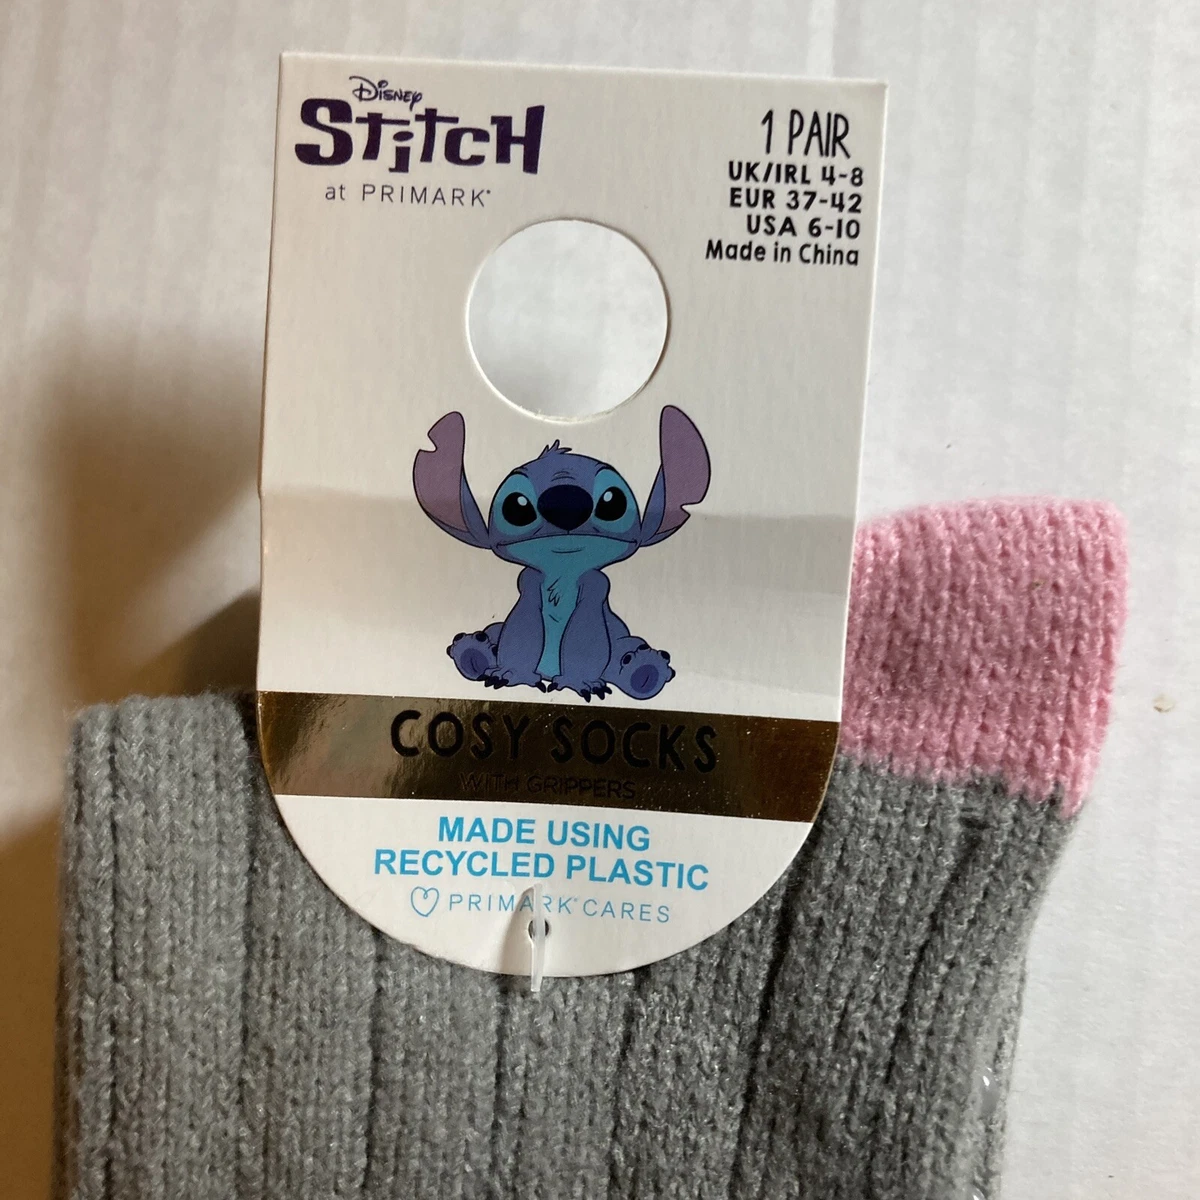 Disney
Stitch
at PRIMARK®
1 PAIR
UK/IRL 4-8
EUR 37-42
USA 6-10
Made in China
COSY SOCKS
WITH GRIPPERS
MADE USING
RECYCLED PLASTIC
PRIMARK® CARES